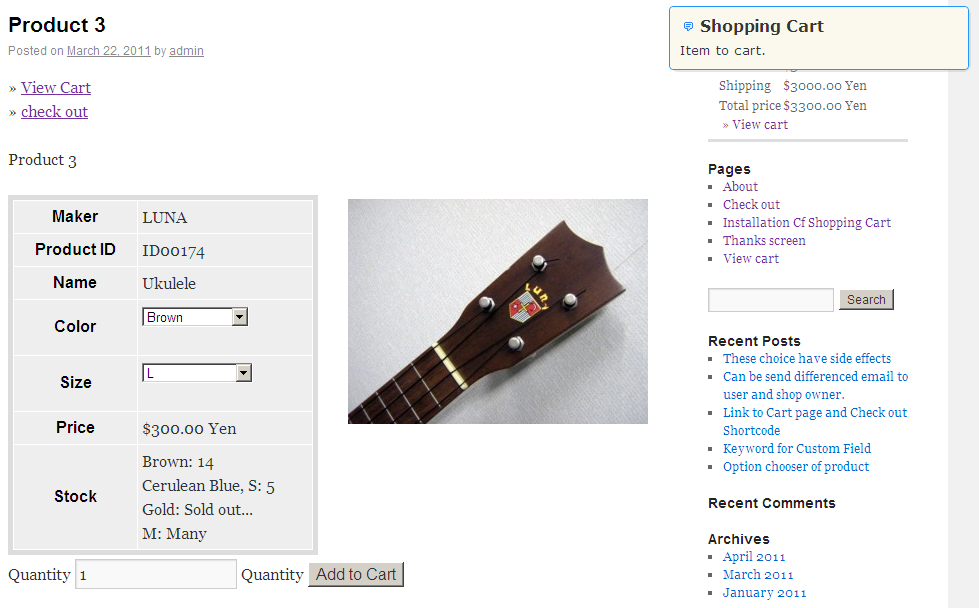 Product 3
Posted on March 22, 2011 by admin
» View Cart
» check out
Product 3
Maker LUNA
Product ID ID00174
Name Ukulele
Color Brown
Size L
Price $300.00 Yen
Stock
Brown: 14
Cerulean Blue, S: 5
Gold: Sold out...
M: Many
Quantity 1 Quantity Add to Cart
Luna
Shopping Cart
Item to cart.
Shipping $3000.00 Yen
Total price $3300.00 Yen
» View cart
Pages
About
Check out
Installation Cf Shopping Cart
Thanks screen
View cart
Search
Recent Posts
These choice have side effects
Can be send differenced email to
user and shop owner.
Link to Cart page and Check out
Shortcode
Keyword for Custom Field
Option chooser of product
Recent Comments
Archives
April 2011
March 2011
January 2011